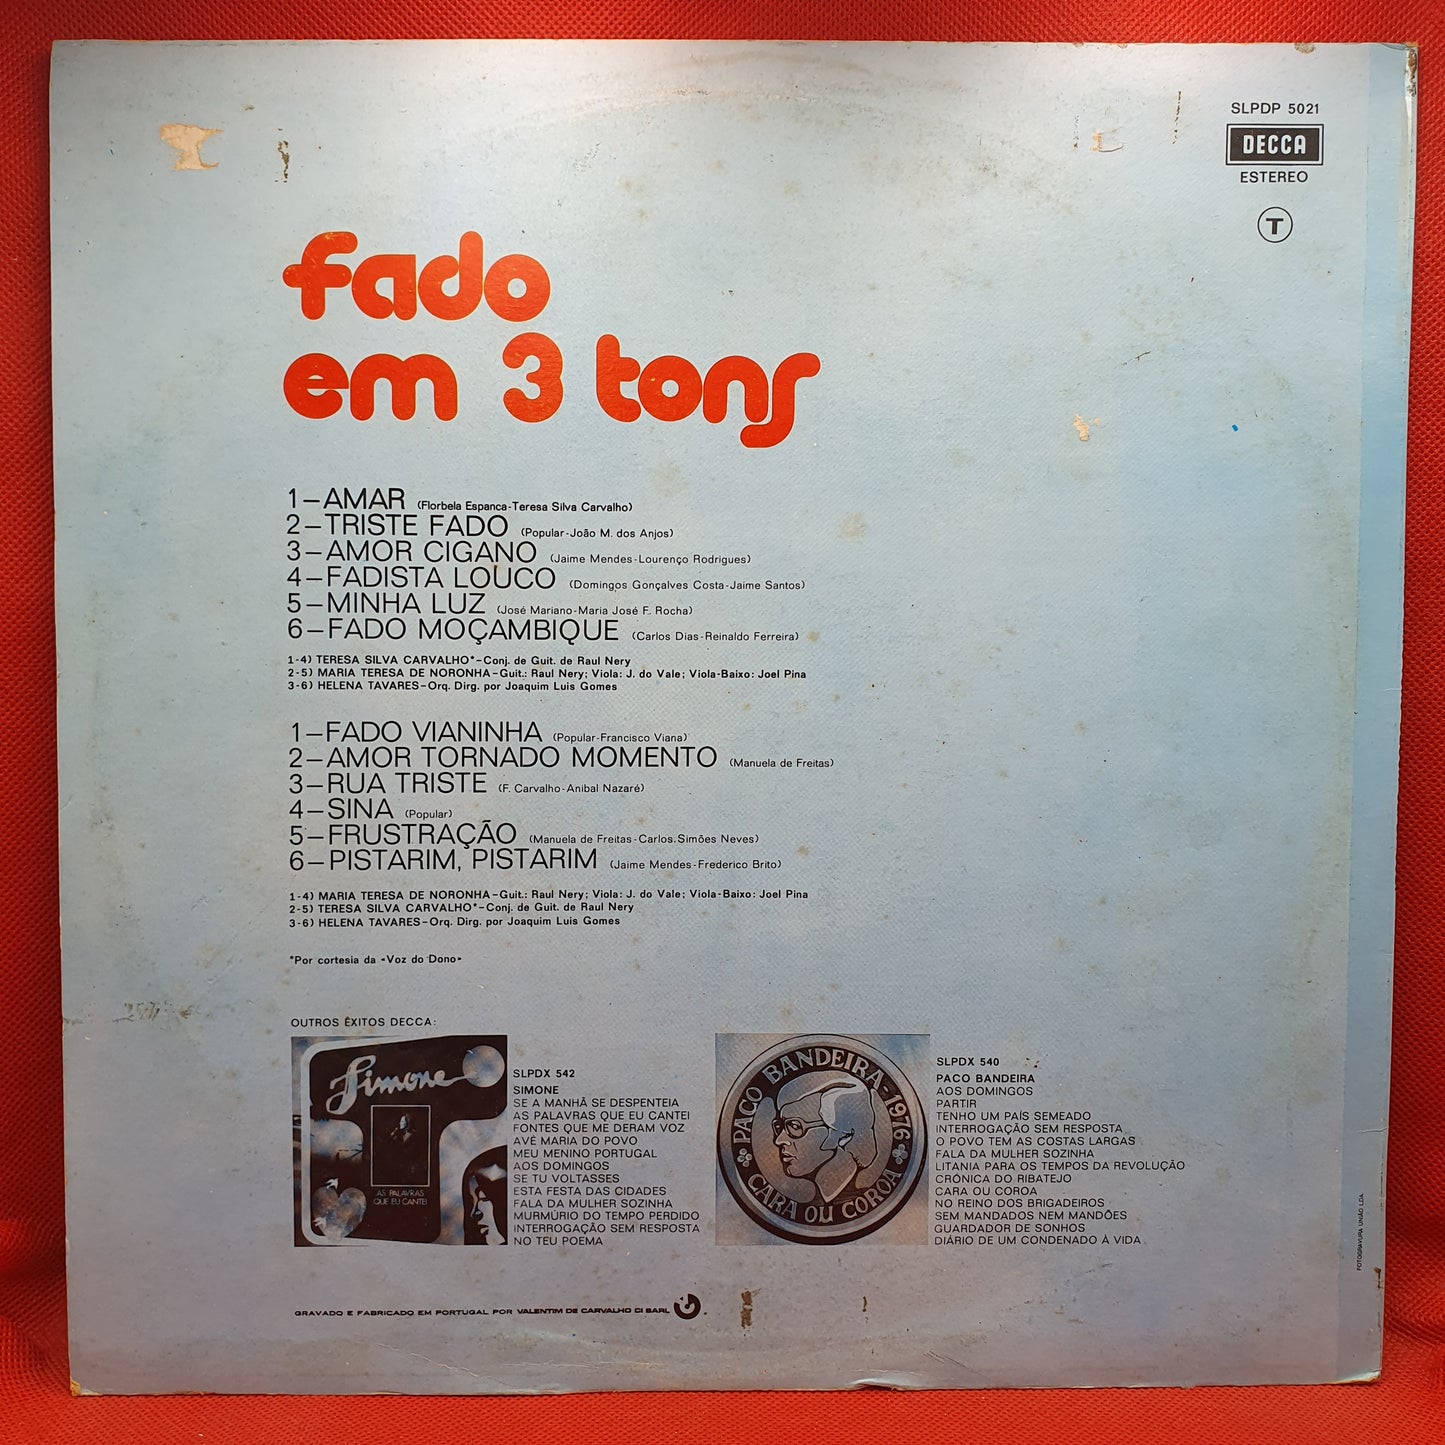 SLPDP 5021
DECCA
ESTEREO
T
fado
em 3 tons
1—AMAR (Florbela Espanca-Teresa Silva Carvalho)
2—TRISTE FADO (Popular-João M. dos Anjos)
3—AMOR CIGANO (Jaime Mendes-Lourenço Rodrigues)
4—FADISTA LOUCO (Domingos Gonçalves Costa-Jaime Santos)
5—MINHA LUZ (José Mariano-Maria José F. Rocha)
6—FADO MOÇAMBIQUE (Carlos Dias-Reinaldo Ferreira)
1-4) TERESA SILVA CARVALHO*–Conj. de Guit. de Raul Nery
2-5) MARIA TERESA DE NORONHA–Guit.: Raul Nery; Viola: J. do Vale; Viola-Baixo: Joel Pina
3-6) HELENA TAVARES–Orq. Dirg. por Joaquim Luis Gomes
1—FADO VIANINHA (Popular-Francisco Viana)
2—AMOR TORNADO MOMENTO (Manuela de Freitas)
3—RUA TRISTE (F. Carvalho-Anibal Nazaré)
4—SINA (Popular)
5—FRUSTRAÇÃO (Manuela de Freitas-Carlos.Simões Neves)
6—PISTARIM, PISTARIM (Jaime Mendes-Frederico Brito)
1-4) MARIA TERESA DE NORONHA–Guit.: Raul Nery; Viola: J. do Vale; Viola-Baixo: Joel Pina
2-5) TERESA SILVA CARVALHO*–Conj. de Guit. de Raul Nery
3-6) HELENA TAVARES–Orq. Dirg. por Joaquim Luis Gomes
*Por cortesia da «Voz do Dono»
OUTROS ÊXITOS DECCA:
Simone
AS PALAVRAS
QUE EU CANTEI
SLPDX 542
SIMONE
SE A MANHÃ SE DESPENTEIA
AS PALAVRAS QUE EU CANTEI
FONTES QUE ME DERAM VOZ
AVÉ MARIA DO POVO
MEU MENINO PORTUGAL
AOS DOMINGOS
SE TU VOLTASSES
ESTA FESTA DAS CIDADES
FALA DA MULHER SOZINHA
MURMÚRIO DO TEMPO PERDIDO
INTERROGAÇÃO SEM RESPOSTA
NO TEU POEMA
PACO BANDEIRA-1976
CARA OU COROA
SLPDX 540
PACO BANDEIRA
AOS DOMINGOS
PARTIR
TENHO UM PAÍS SEMEADO
INTERROGAÇÃO SEM RESPOSTA
O POVO TEM AS COSTAS LARGAS
FALA DA MULHER SOZINHA
LITANIA PARA OS TEMPOS DA REVOLUÇÃO
CRÓNICA DO RIBATEJO
CARA OU COROA
NO REINO DOS BRIGADEIROS
SEM MANDADOS NEM MANDÕES
GUARDADOR DE SONHOS
DIÁRIO DE UM CONDENADO À VIDA
FOTOGRAVURA UNIÃO LDA.
GRAVADO E FABRICADO EM PORTUGAL POR VALENTIM DE CARVALHO CI SARL